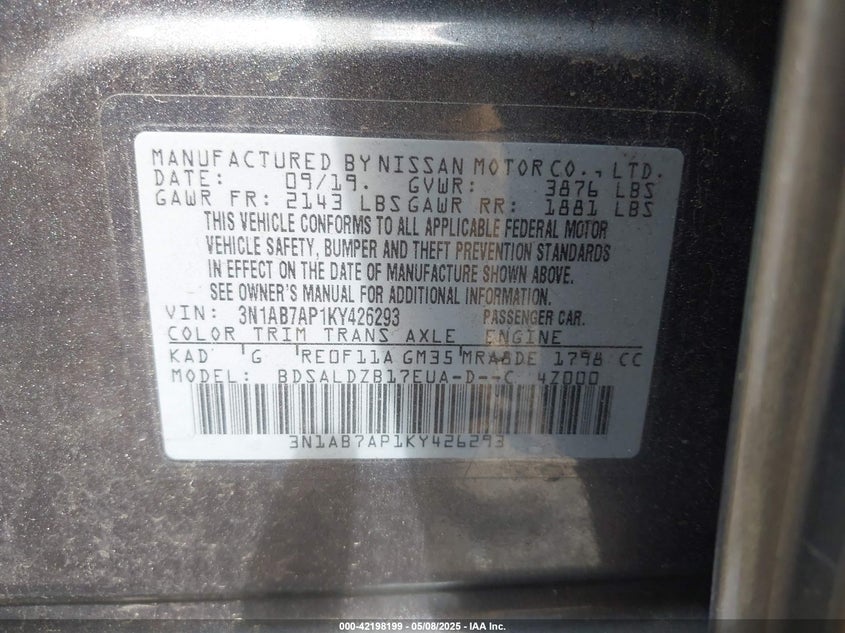 MANUFACTURED BY NISSAN MOTOR CO., LTD.
DATE: 09/19. GVWR: 3876 LBS
GAWR FR: 2143 LBS GAWR RR: 1881 LBS
THIS VEHICLE CONFORMS TO ALL APPLICABLE FEDERAL MOTOR
VEHICLE SAFETY, BUMPER AND THEFT PREVENTION STANDARDS
IN EFFECT ON THE DATE OF MANUFACTURE SHOWN ABOVE.
SEE OWNER'S MANUAL FOR ADDITIONAL INFORMATION.
VIN: 3N1AB7AP1KY426293 PASSENGER CAR.
COLOR TRIM TRANS AXLE ENGINE
KAD G RE0F11A GM35 MRA8DE 1798 CC
MODEL: BDSALDZB17EUA-D--C 47000
3N1AB7AP1KY426293
000-42198199 — 05/08/2025 — IAA Inc.